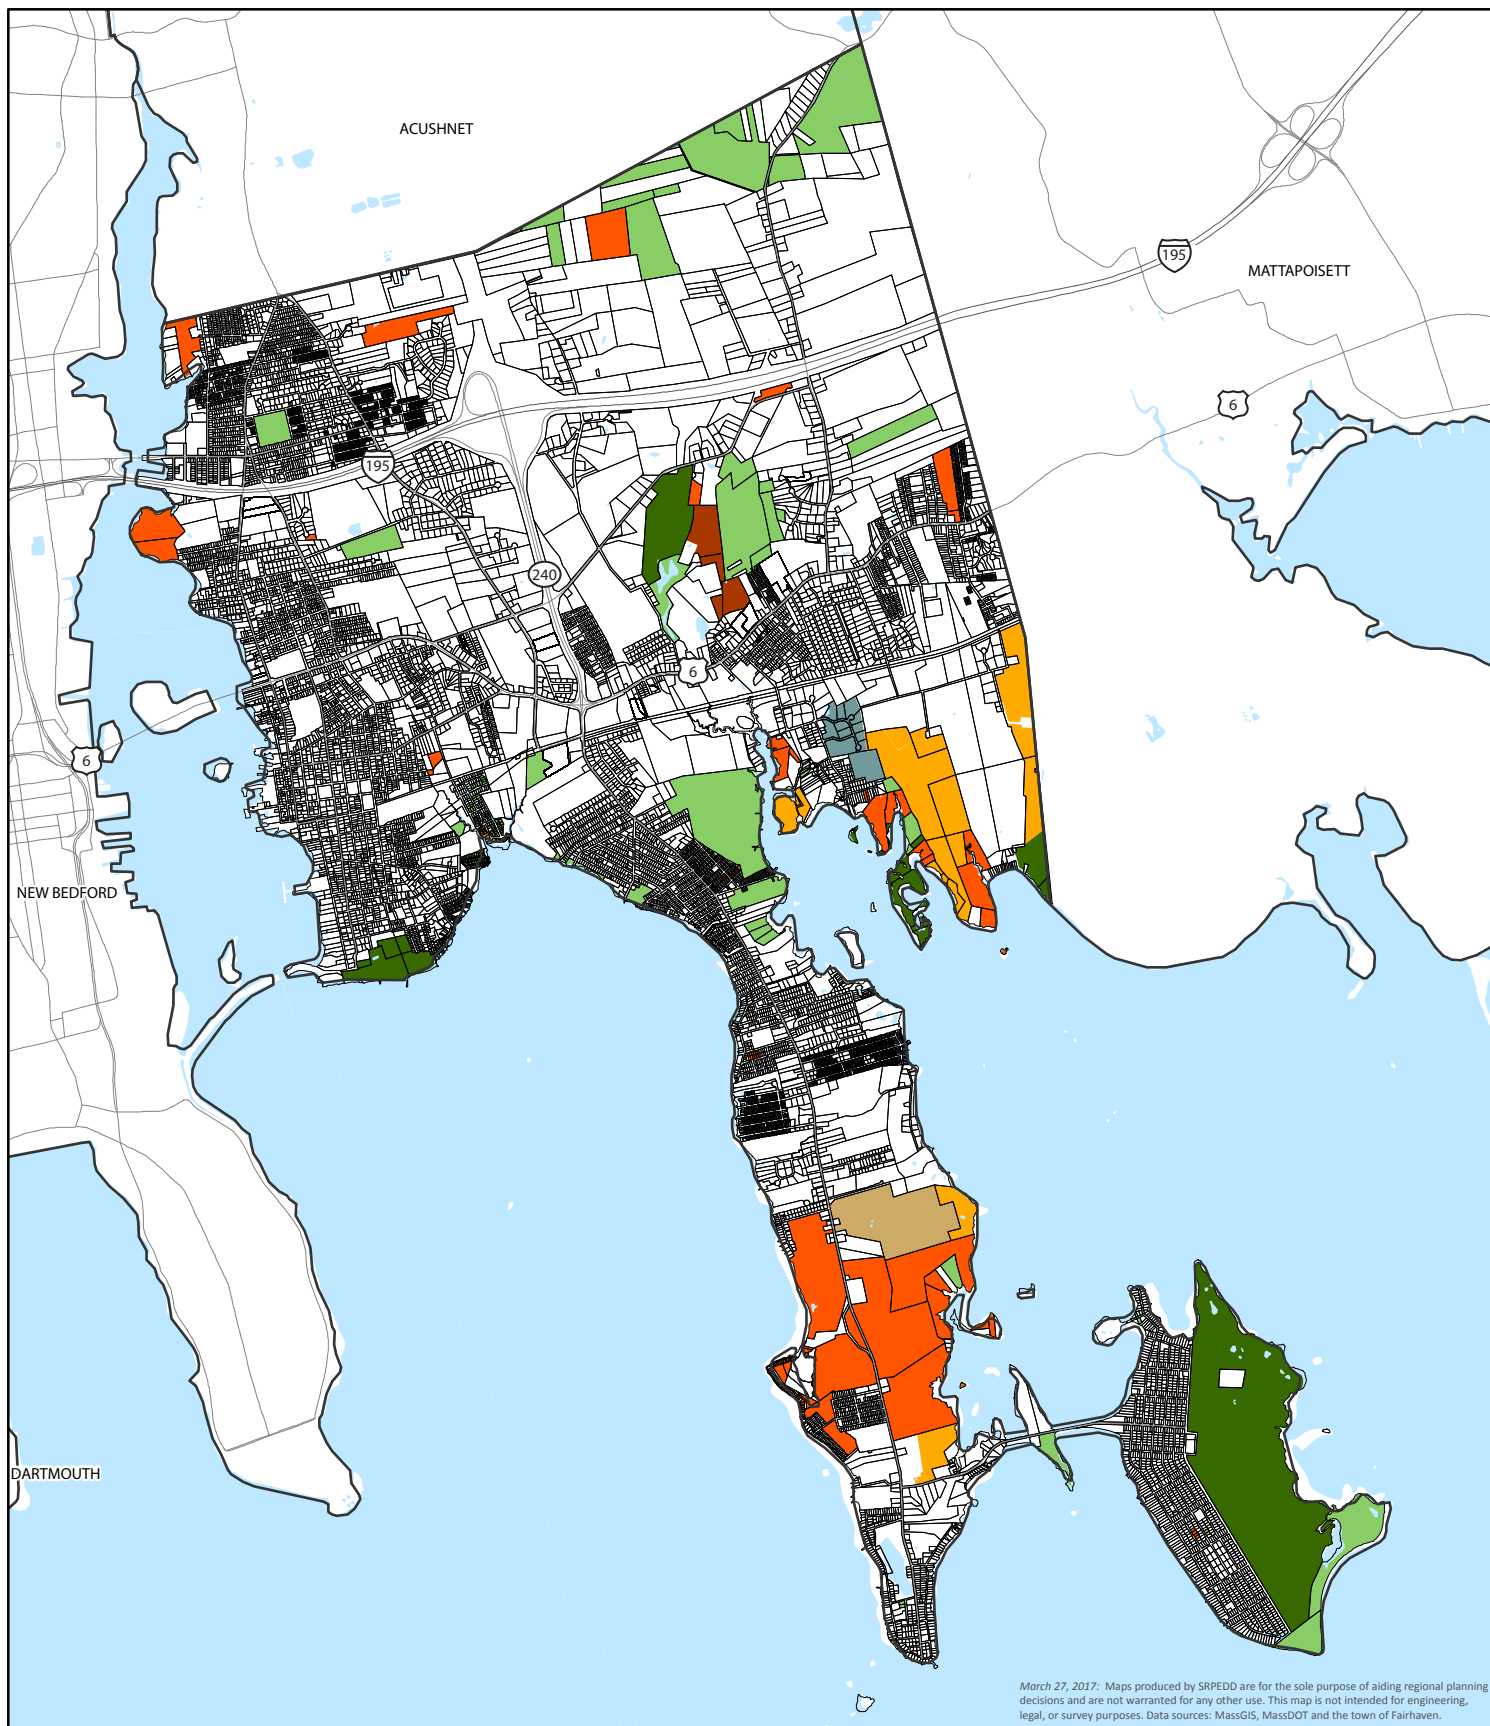 ACUSHNET
195
MATTAPOISETT
6
195
240
6
6
NEW BEDFORD
DARTMOUTH
March 27, 2017: Maps produced by SRPEDD are for the sole purpose of aiding regional planning
decisions and are not warranted for any other use. This map is not intended for engineering,
legal, or survey purposes. Data sources: MassGIS, MassDOT and the town of Fairhaven.